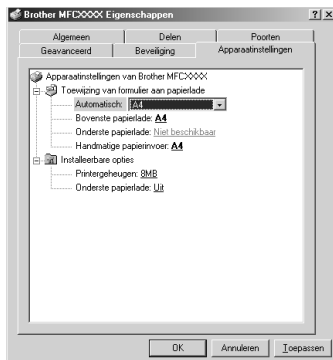 Brother MFCXXXX Eigenschappen
Algemeen Delen Poorten
Geavanceerd Beveiliging Apparaatinstellingen
Apparaatinstellingen van Brother MFCXXXX
Toewijzing van formulier aan papierlade
Automatisch: A4
Bovenste papierlade: A4
Onderste papierlade: Niet beschikbaar
Handmatige papierinvoer: A4
Installeerbare opties
Printergeheugen: 8MB
Onderste papierlade: Uit
OK Annuleren Toepassen